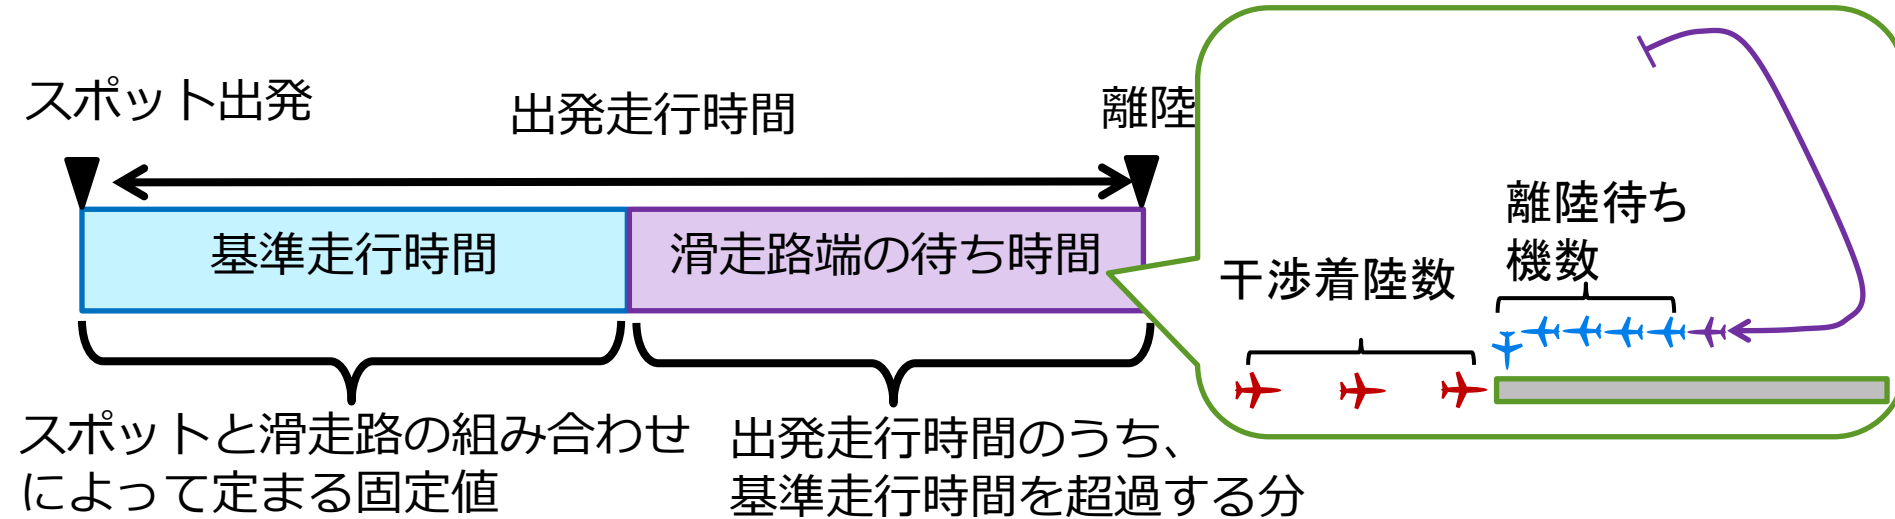 スポット出発
出発走行時間
離陸
基準走行時間
滑走路端の待ち時間
スポットと滑走路の組み合わせ
によって定まる固定値
出発走行時間のうち、
基準走行時間を超過する分
干渉着陸数
離陸待ち
機数